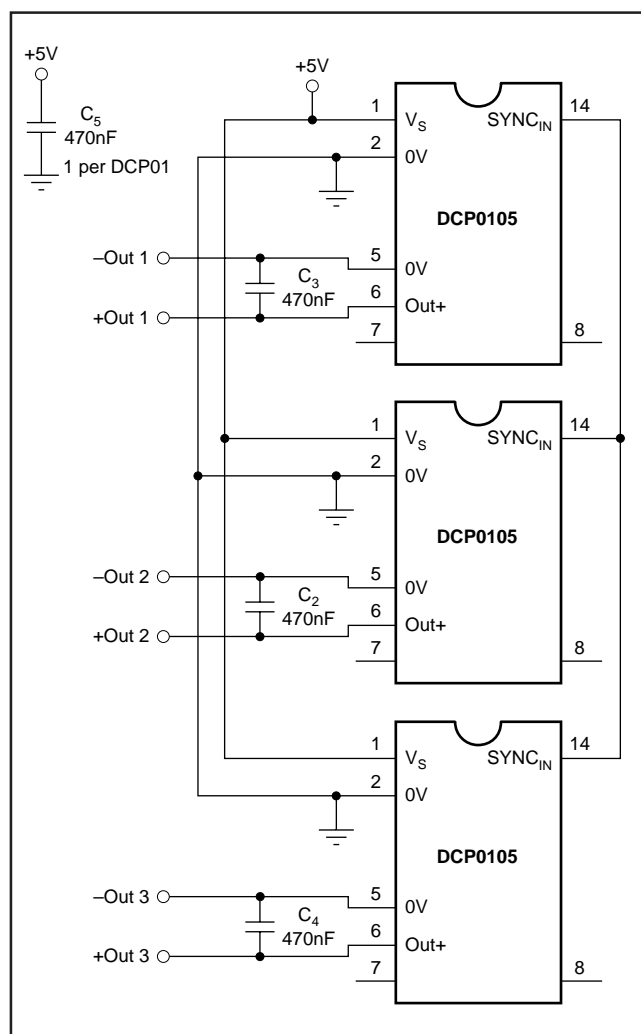 +5V
C5
470nF
1 per DCP01
+5V
1
VS
SYNCIN
14
2
0V
DCP0105
–Out 1
5
0V
C3
470nF
6
Out+
+Out 1
7
8
1
VS
SYNCIN
14
2
0V
DCP0105
–Out 2
5
0V
C2
470nF
6
Out+
+Out 2
7
8
1
VS
SYNCIN
14
2
0V
DCP0105
–Out 3
5
0V
C4
470nF
6
Out+
+Out 3
7
8